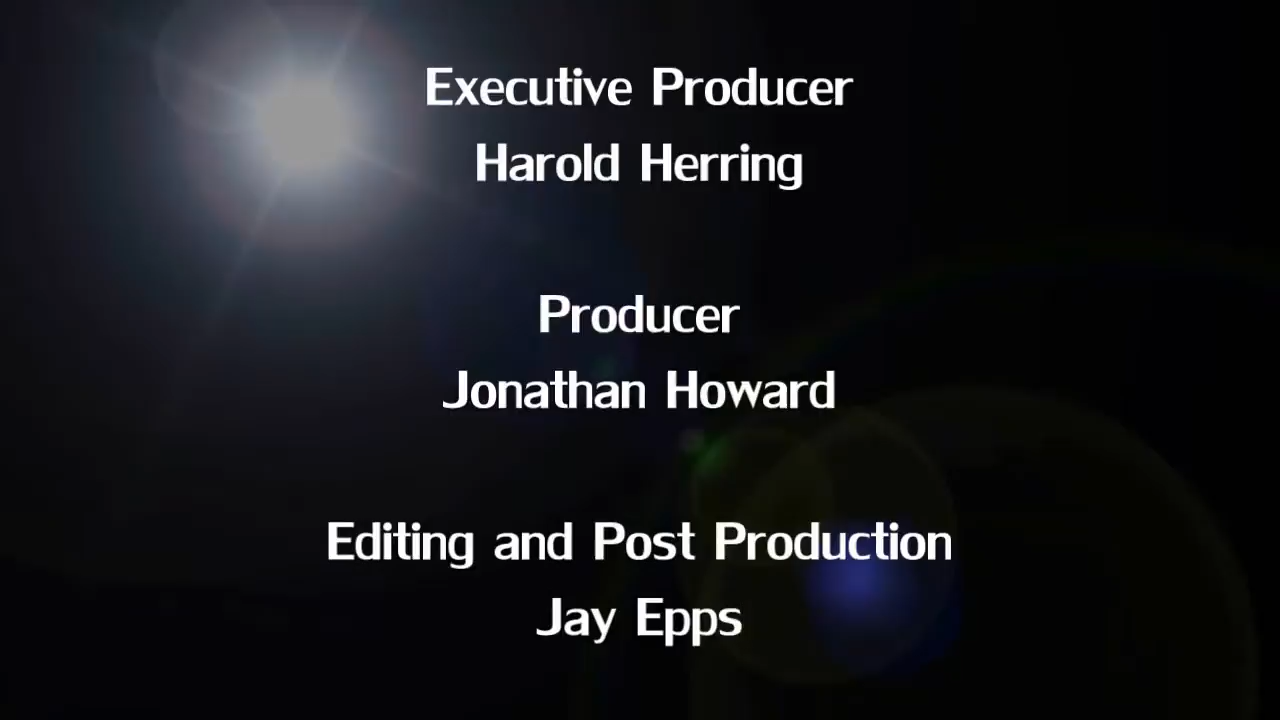 Executive Producer
Harold Herring
Producer
Jonathan Howard
Editing and Post Production
Jay Epps